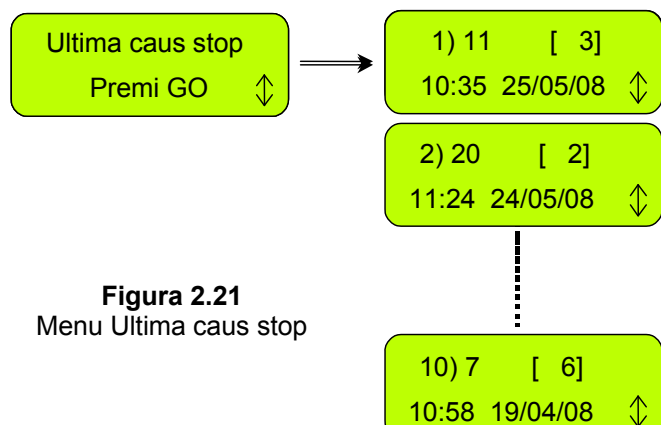 Ultima caus stop
Premi GO
1) 11 [ 3]
10:35 25/05/08
2) 20 [ 2]
11:24 24/05/08
Figura 2.21
Menu Ultima caus stop
10) 7 [ 6]
10:58 19/04/08